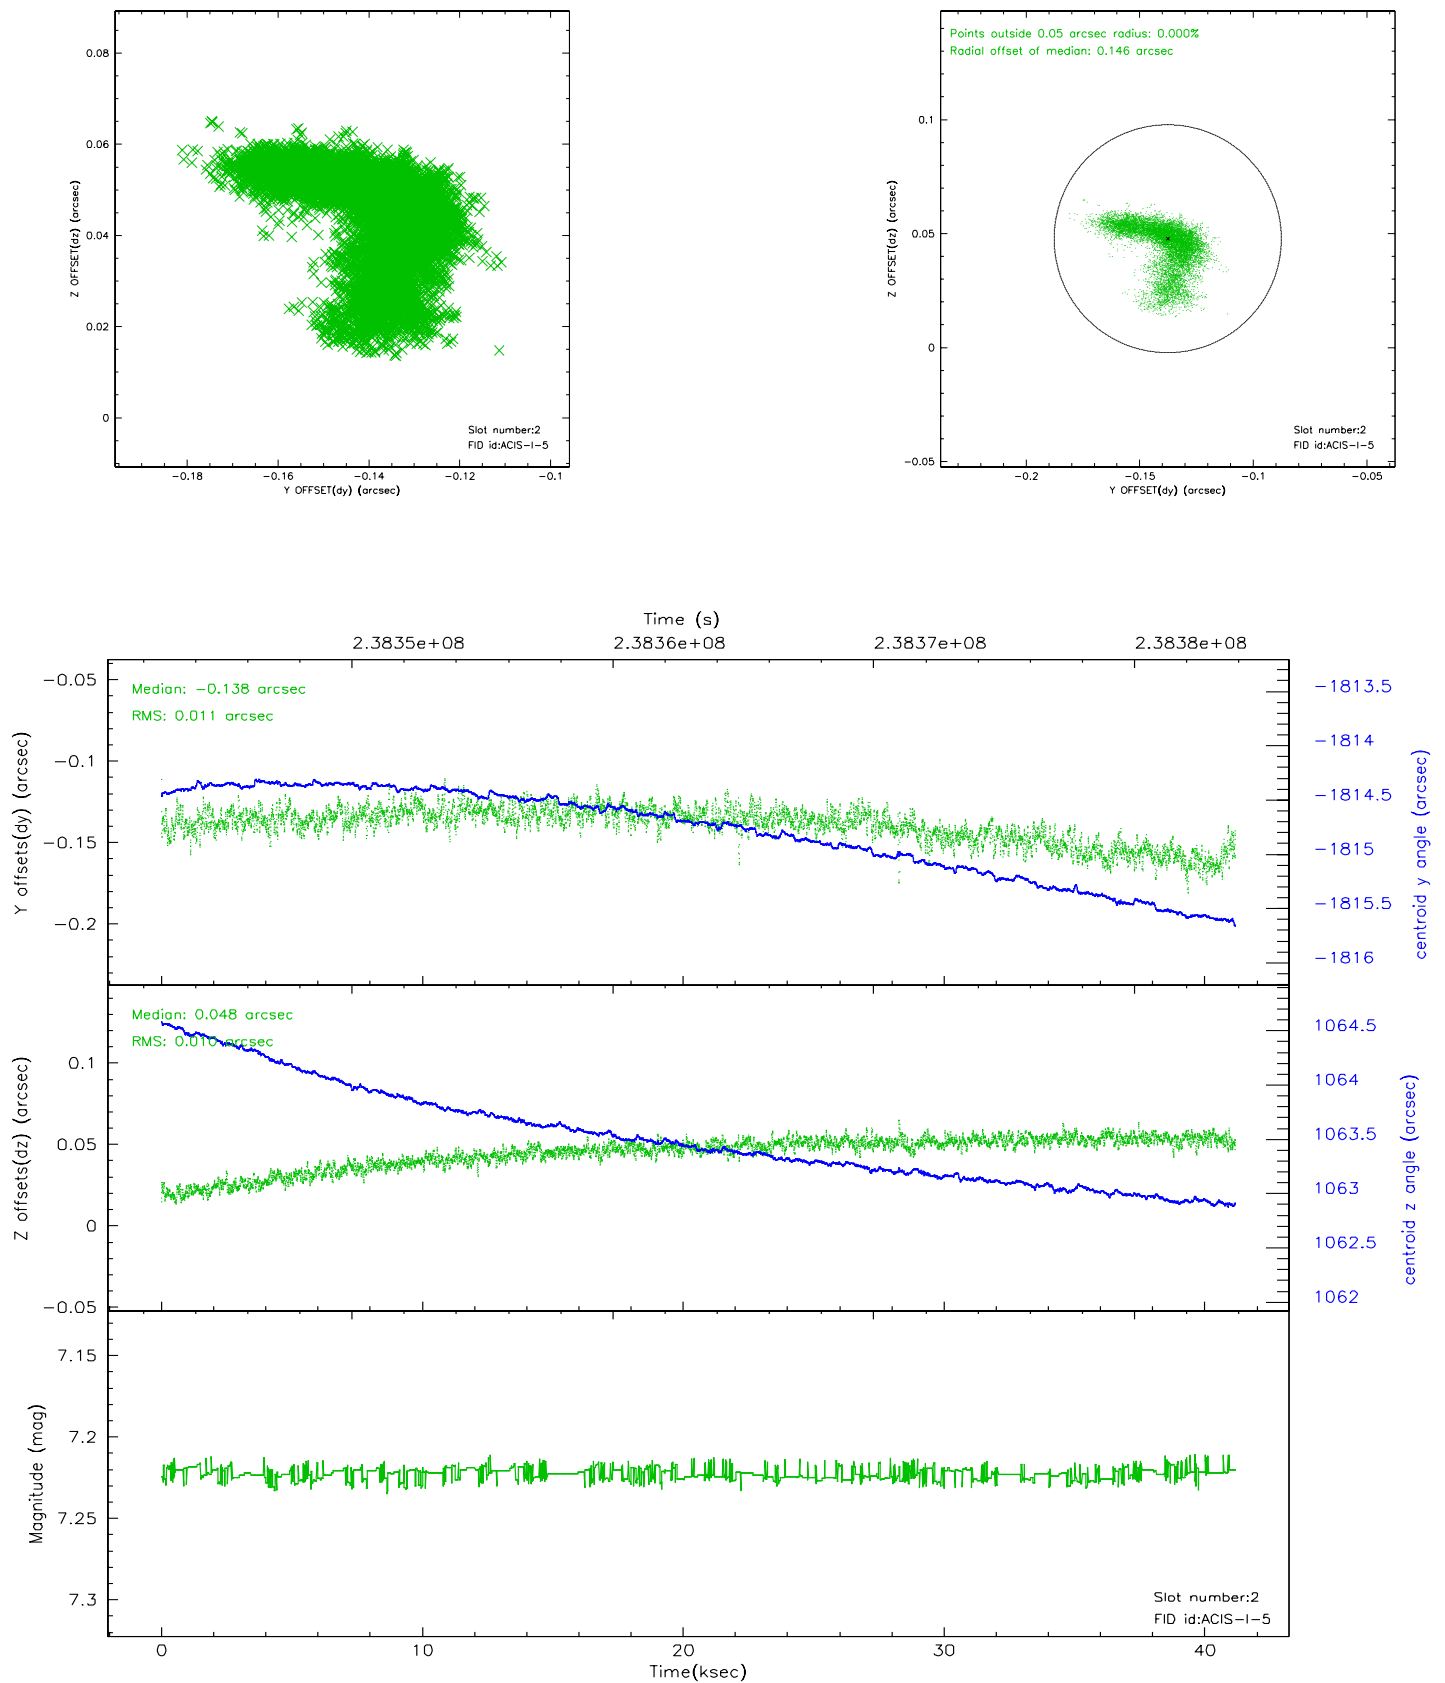 0.08
0.06
0.04
0.02
0
Z OFFSET(dz) (arcsec)
Slot number:2
FID id:ACIS-I-5
-0.18 -0.16 -0.14 -0.12 -0.1
Y OFFSET(dy) (arcsec)
Points outside 0.05 arcsec radius: 0.000%
Radial offset of median: 0.146 arcsec
0.1
0.05
0
-0.05
Z OFFSET(dz) (arcsec)
Slot number:2
FID id:ACIS-I-5
-0.2 -0.15 -0.1 -0.05
Y OFFSET(dy) (arcsec)
Time (s)
2.3835e+08 2.3836e+08 2.3837e+08 2.3838e+08
Median: -0.138 arcsec
RMS: 0.011 arcsec
-0.05
-0.1
-0.15
-0.2
Y offsets(dy) (arcsec)
-1813.5
-1814
-1814.5
-1815
-1815.5
-1816
centroid y angle (arcsec)
Median: 0.048 arcsec
RMS: 0.010 arcsec
0.1
0.05
0
-0.05
Z offsets(dz) (arcsec)
1064.5
1064
1063.5
1063
1062.5
1062
centroid z angle (arcsec)
7.15
7.2
7.25
7.3
Magnitude (mag)
Slot number:2
FID id:ACIS-I-5
0 10 20 30 40
Time(ksec)